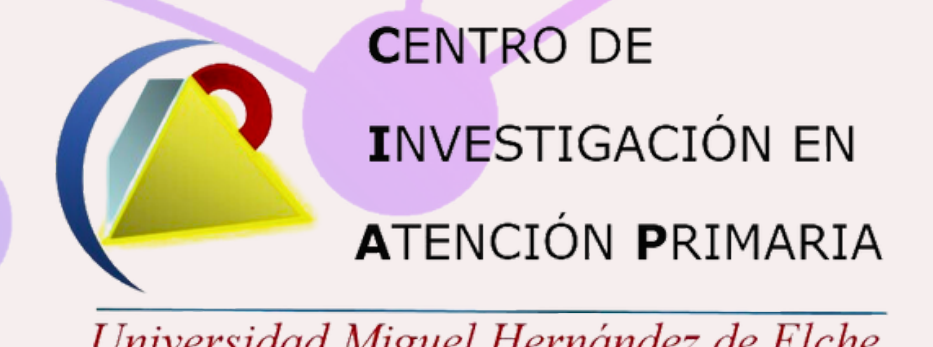 CENTRO DE
INVESTIGACIÓN EN
ATENCIÓN PRIMARIA
Universidad Miguel Hernández de Elche